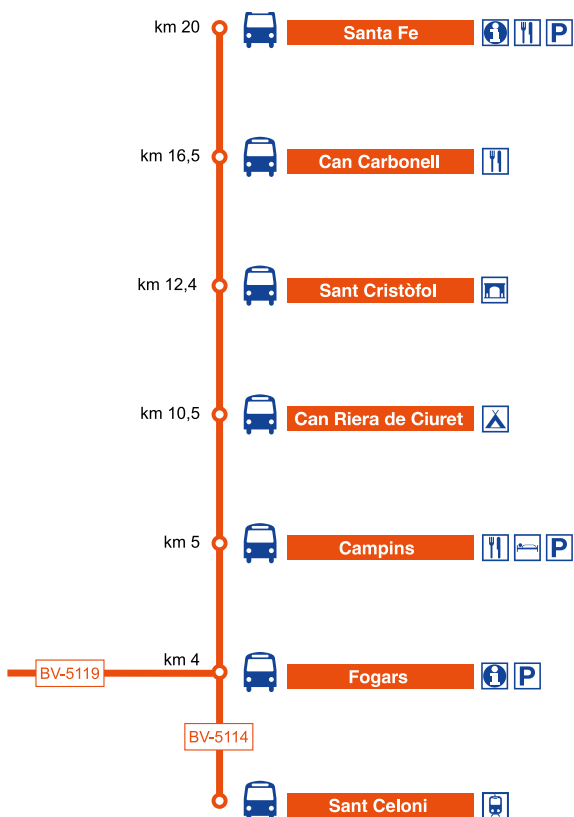 km 20 Santa Fe i P
km 16,5 Can Carbonell
km 12,4 Sant Cristòfol
km 10,5 Can Riera de Ciuret
km 5 Campins P
km 4 Fogars i P
BV-5119
BV-5114
Sant Celoni